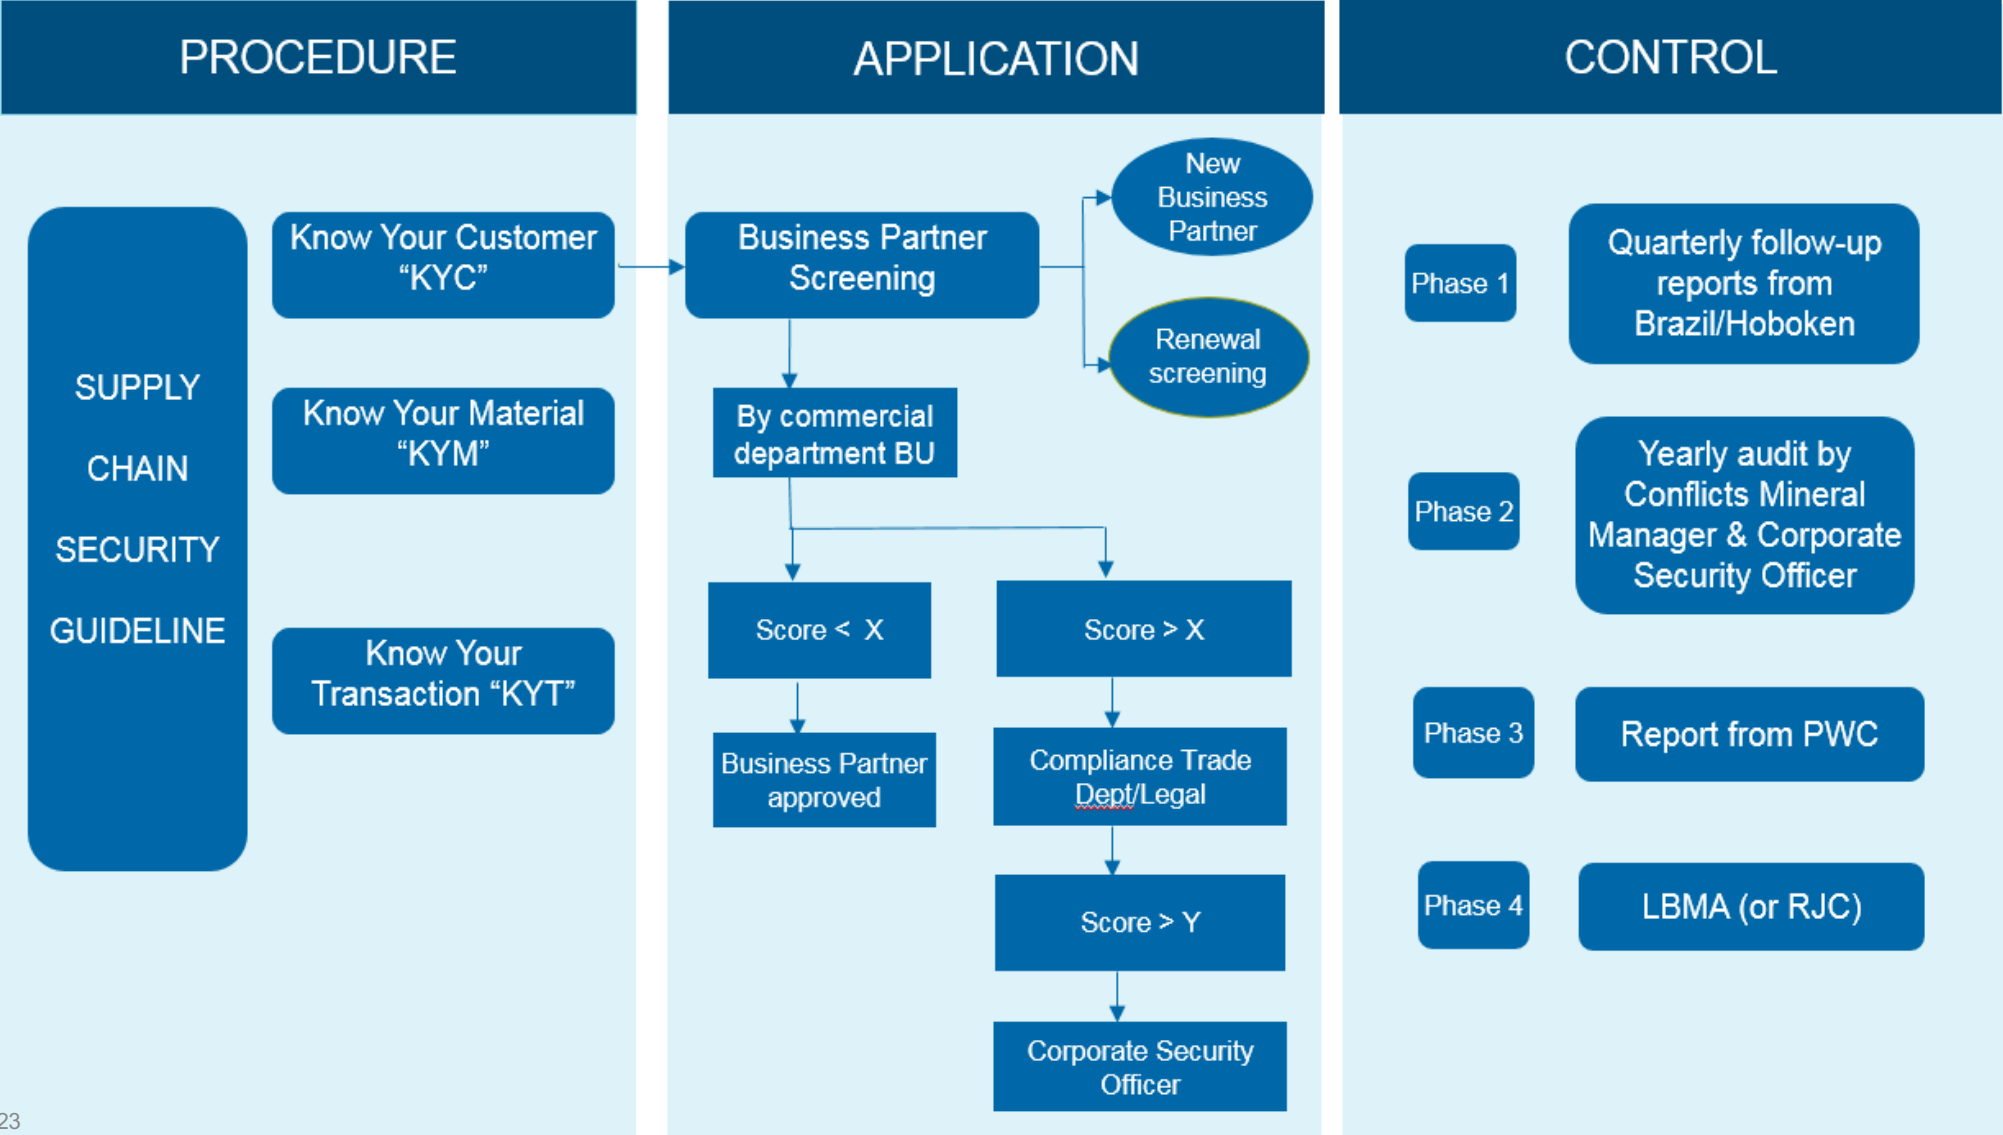 PROCEDURE
SUPPLY
CHAIN
SECURITY
GUIDELINE
Know Your Customer
“KYC”
Know Your Material
“KYM”
Know Your
Transaction “KYT”
APPLICATION
Business Partner
Screening
New
Business
Partner
Renewal
screening
By commercial
department BU
Score < X
Score > X
Business Partner
approved
Compliance Trade
Dept/Legal
Score > Y
Corporate Security
Officer
CONTROL
Phase 1
Quarterly follow-up
reports from
Brazil/Hoboken
Phase 2
Yearly audit by
Conflicts Mineral
Manager & Corporate
Security Officer
Phase 3
Report from PWC
Phase 4
LBMA (or RJC)
23